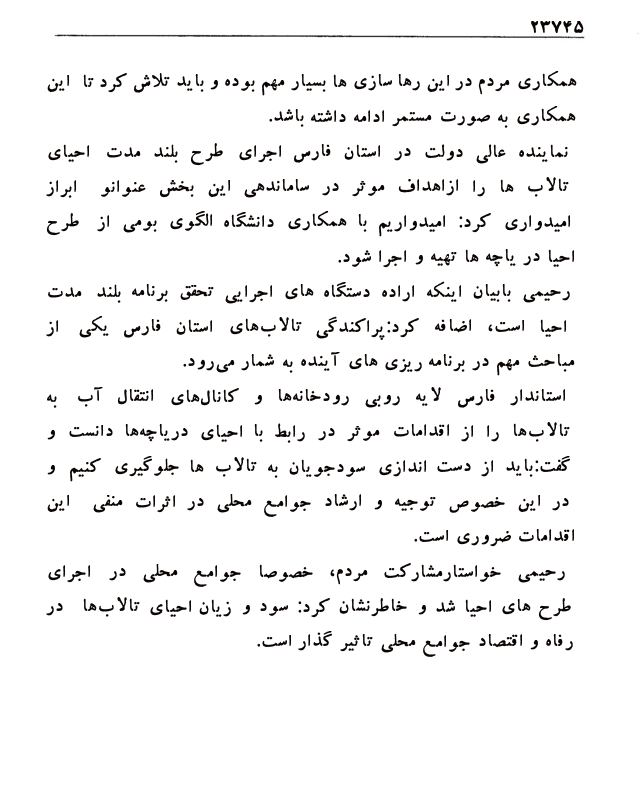 ۲۳۷۴۵
همکاری مردم در این رها سازی ها بسیار مهم بوده و باید تلاش کرد تا این
همکاری به صورت مستمر ادامه داشته باشد.
نماینده عالی دولت در استان فارس اجرای طرح بلند مدت احیای
تالاب ها را ازاهداف موثر در ساماندهی این بخش عنوانو ابراز
امیدواری کرد: امیدواریم با همکاری دانشگاه الگوی بومی از طرح
احیا در یاچه ها تهیه و اجرا شود.
رحیمی بابیان اینکه اراده دستگاه های اجرایی تحقق برنامه بلند مدت
احیا است، اضافه کرد:پراکندگی تالاب‌های استان فارس یکی از
مباحث مهم در برنامه ریزی های آینده به شمار می‌رود.
استاندار فارس لایه روبی رودخانه‌ها و کانال‌های انتقال آب به
تالاب‌ها را از اقدامات موثر در رابط با احیای دریاچه‌ها دانست و
گفت:باید از دست اندازی سودجویان به تالاب ها جلوگیری کنیم و
در این خصوص توجیه و ارشاد جوامع محلی در اثرات منفی این
اقدامات ضروری است.
رحیمی خواستارمشارکت مردم، خصوصا جوامع محلی در اجرای
طرح های احیا شد و خاطرنشان کرد: سود و زیان احیای تالاب‌ها در
رفاه و اقتصاد جوامع محلی تاثیر گذار است.